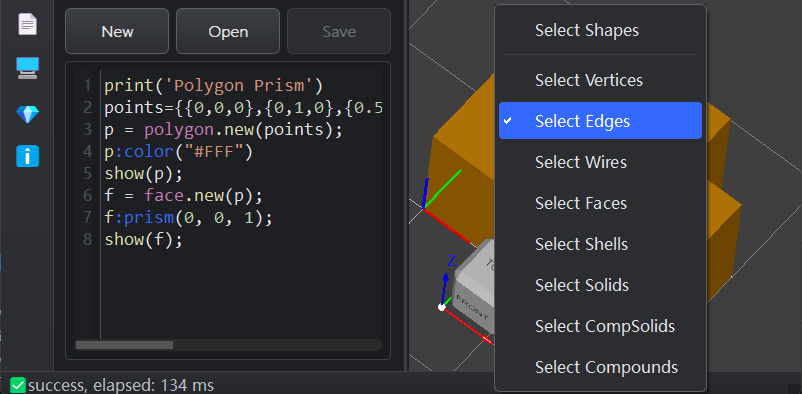 New Open Save
1 print('Polygon Prism')
2 points={{0,0,0},{0,1,0},{0.5
3 p = polygon.new(points);
4 p:color("#FFF")
5 show(p);
6 f = face.new(p);
7 f:prism(0, 0, 1);
8 show(f);
Select Shapes
Select Vertices
Select Edges
Select Wires
Select Faces
Select Shells
Select Solids
Select CompSolids
Select Compounds
FRONT
success, elapsed: 134 ms